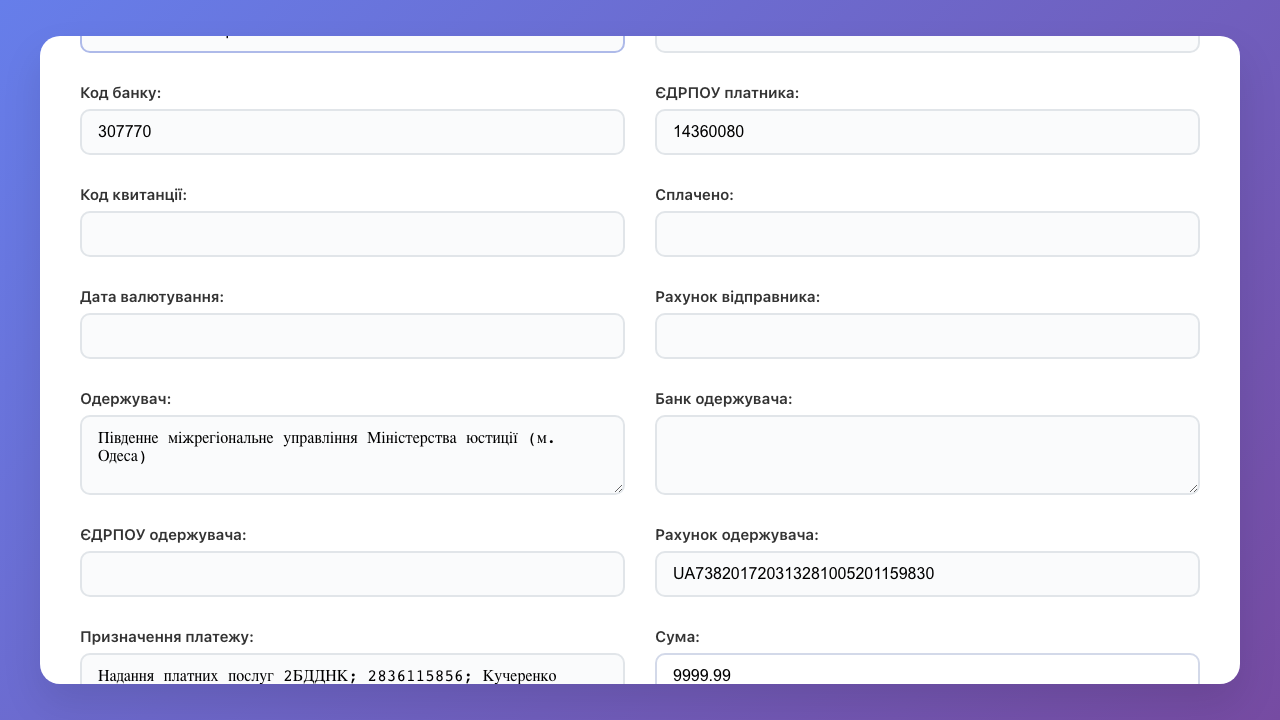 Код банку:
ЄДРПОУ платника:
307770
14360080
Код квитанції:
Сплачено:
Дата валютування:
Рахунок відправника:
Одержувач:
Банк одержувача:
Південне міжрегіональне управління Міністерства юстиції (м.
Одеса)
ЄДРПОУ одержувача:
Рахунок одержувача:
UA738201720313281005201159830
Призначення платежу:
Сума:
Надання платних послуг 2БДДНК; 2836115856; Кучеренко
9999.99